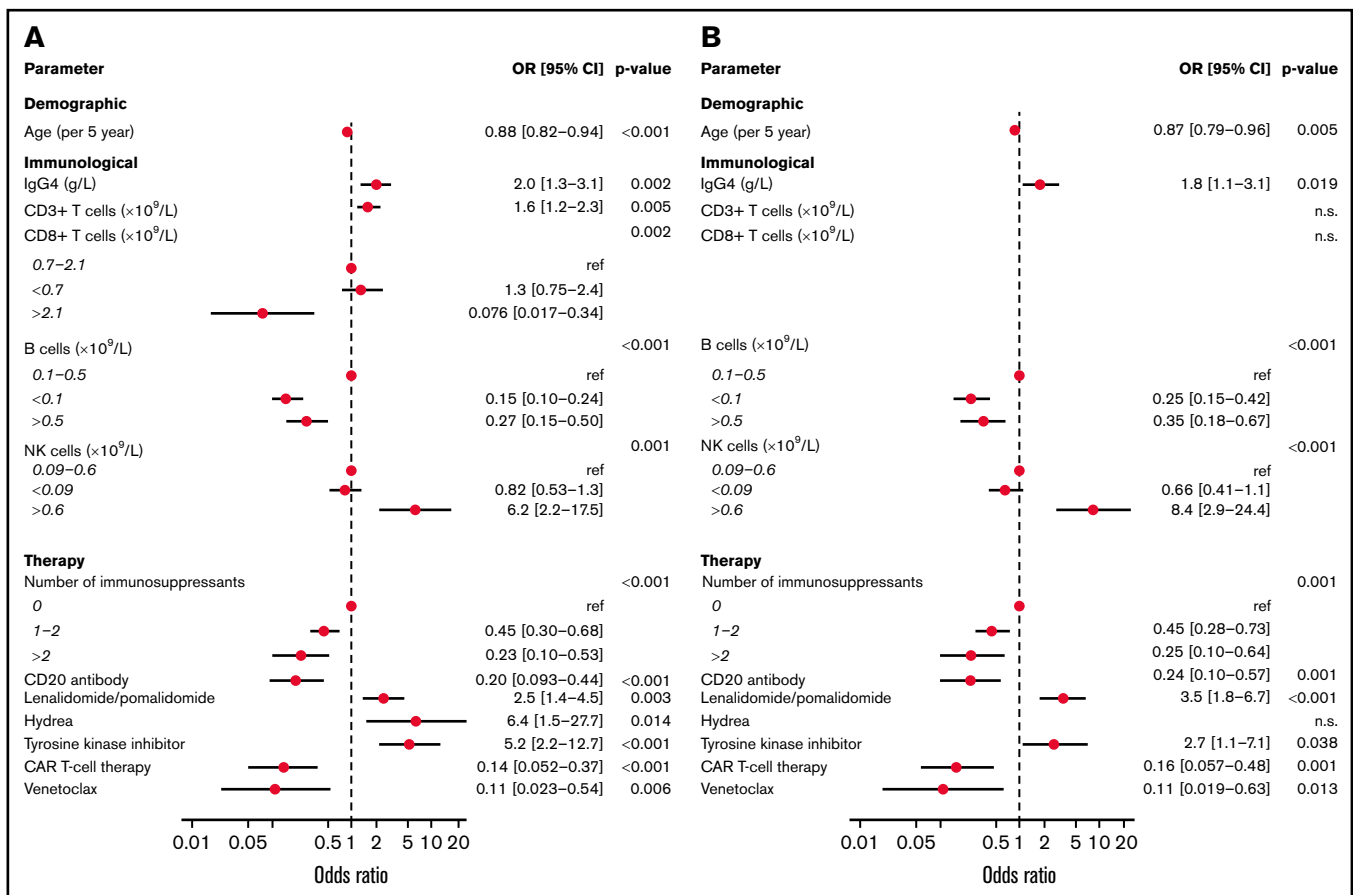 A
Parameter OR [95% CI] p-value
Demographic
Age (per 5 year) 0.88 [0.82–0.94] <0.001
Immunological
IgG4 (g/L) 2.0 [1.3–3.1] 0.002
CD3+ T cells (×10⁹/L) 1.6 [1.2–2.3] 0.005
CD8+ T cells (×10⁹/L) 0.002
0.7–2.1 ref
<0.7 1.3 [0.75–2.4]
>2.1 0.076 [0.017–0.34]
B cells (×10⁹/L) <0.001
0.1–0.5 ref
<0.1 0.15 [0.10–0.24]
>0.5 0.27 [0.15–0.50]
NK cells (×10⁹/L) 0.001
0.09–0.6 ref
<0.09 0.82 [0.53–1.3]
>0.6 6.2 [2.2–17.5]
Therapy
Number of immunosuppressants <0.001
0 ref
1–2 0.45 [0.30–0.68]
>2 0.23 [0.10–0.53]
CD20 antibody 0.20 [0.093–0.44] <0.001
Lenalidomide/pomalidomide 2.5 [1.4–4.5] 0.003
Hydrea 6.4 [1.5–27.7] 0.014
Tyrosine kinase inhibitor 5.2 [2.2–12.7] <0.001
CAR T-cell therapy 0.14 [0.052–0.37] <0.001
Venetoclax 0.11 [0.023–0.54] 0.006
0.01 0.05 0.5 1 2 5 10 20
Odds ratio
B
Parameter OR [95% CI] p-value
Demographic
Age (per 5 year) 0.87 [0.79–0.96] 0.005
Immunological
IgG4 (g/L) 1.8 [1.1–3.1] 0.019
CD3+ T cells (×10⁹/L) n.s.
CD8+ T cells (×10⁹/L) n.s.
B cells (×10⁹/L) <0.001
0.1–0.5 ref
<0.1 0.25 [0.15–0.42]
>0.5 0.35 [0.18–0.67]
NK cells (×10⁹/L) <0.001
0.09–0.6 ref
<0.09 0.66 [0.41–1.1]
>0.6 8.4 [2.9–24.4]
Therapy
Number of immunosuppressants 0.001
0 ref
1–2 0.45 [0.28–0.73]
>2 0.25 [0.10–0.64]
CD20 antibody 0.24 [0.10–0.57] 0.001
Lenalidomide/pomalidomide 3.5 [1.8–6.7] <0.001
Hydrea n.s.
Tyrosine kinase inhibitor 2.7 [1.1–7.1] 0.038
CAR T-cell therapy 0.16 [0.057–0.48] 0.001
Venetoclax 0.11 [0.019–0.63] 0.013
0.01 0.05 0.5 1 2 5 10 20
Odds ratio